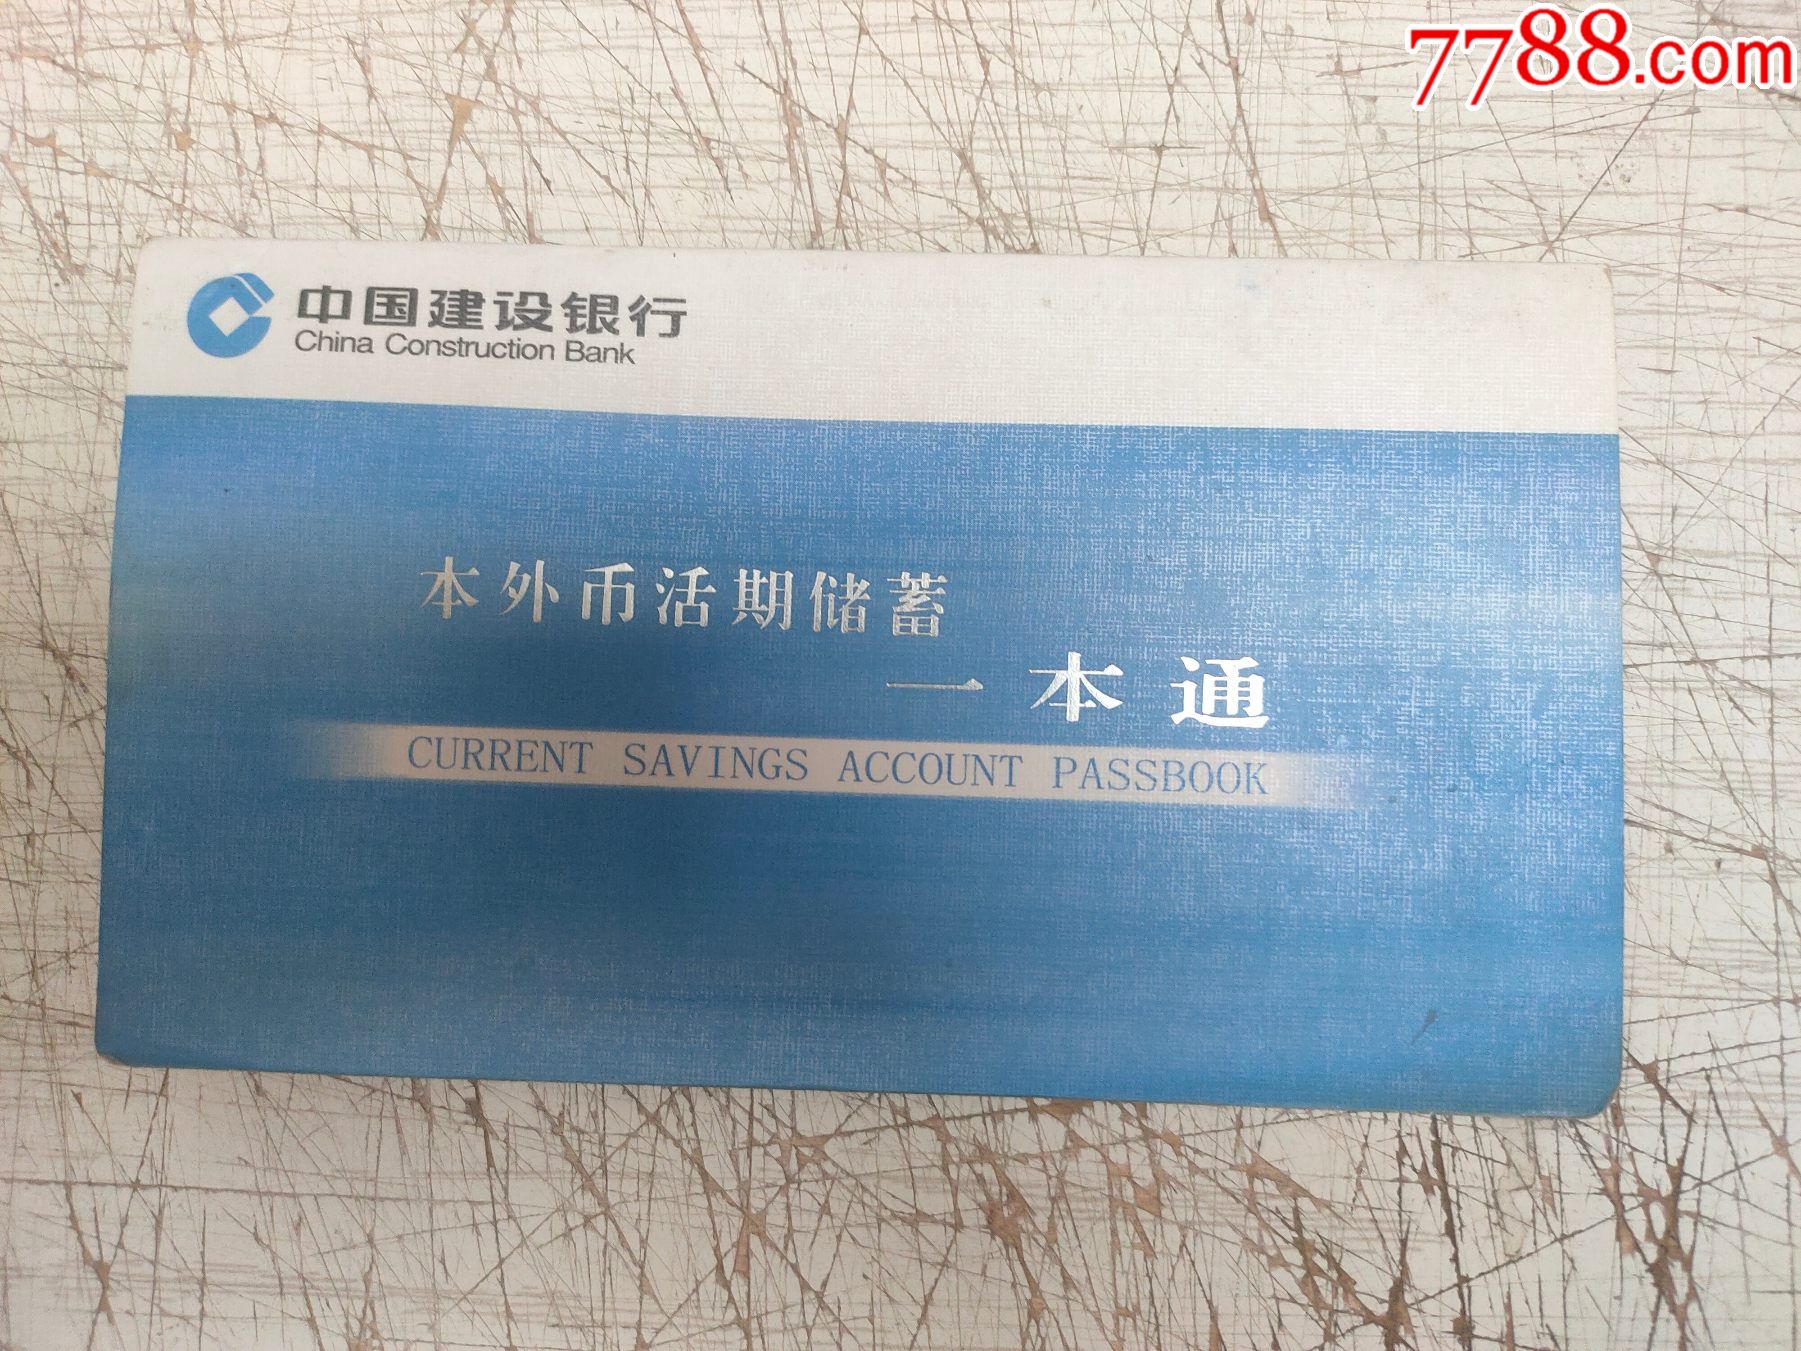 7788.com
中国建设银行
China Construction Bank
本外币活期储蓄
一本通
CURRENT SAVINGS ACCOUNT PASSBOOK